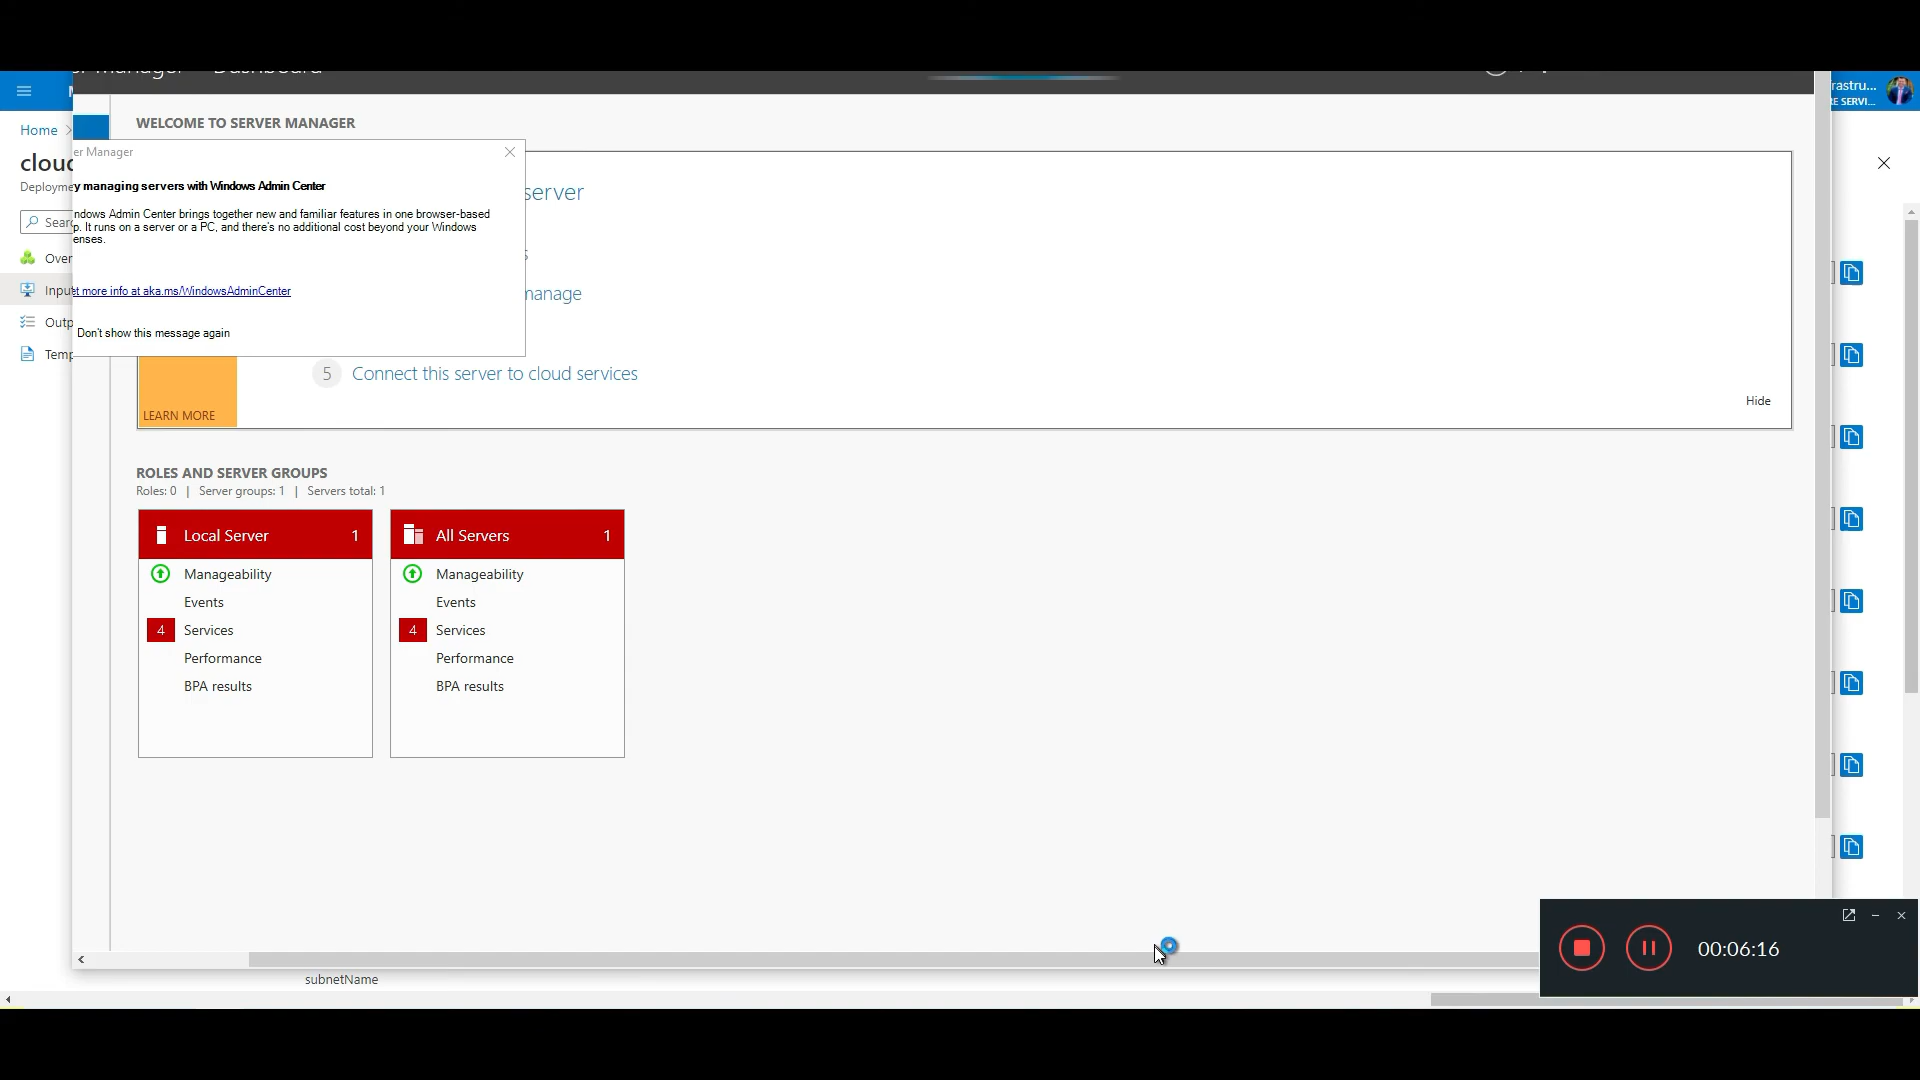 Dashboard
Home
rastru...
RE SERVI...
WELCOME TO SERVER MANAGER
er Manager
cloud
Deployme
y managing servers with Windows Admin Center
server
ndows Admin Center brings together new and familiar features in one browser-based
p. It runs on a server or a PC, and there's no additional cost beyond your Windows
enses.
Sear
Over
Input
et more info at aka.ms/WindowsAdminCenter
manage
Outp
Don't show this message again
Temp
5 Connect this server to cloud services
Hide
LEARN MORE
ROLES AND SERVER GROUPS
Roles: 0 | Server groups: 1 | Servers total: 1
Local Server 1
Manageability
Events
4 Services
Performance
BPA results
All Servers 1
Manageability
Events
4 Services
Performance
BPA results
00:06:16
subnetName